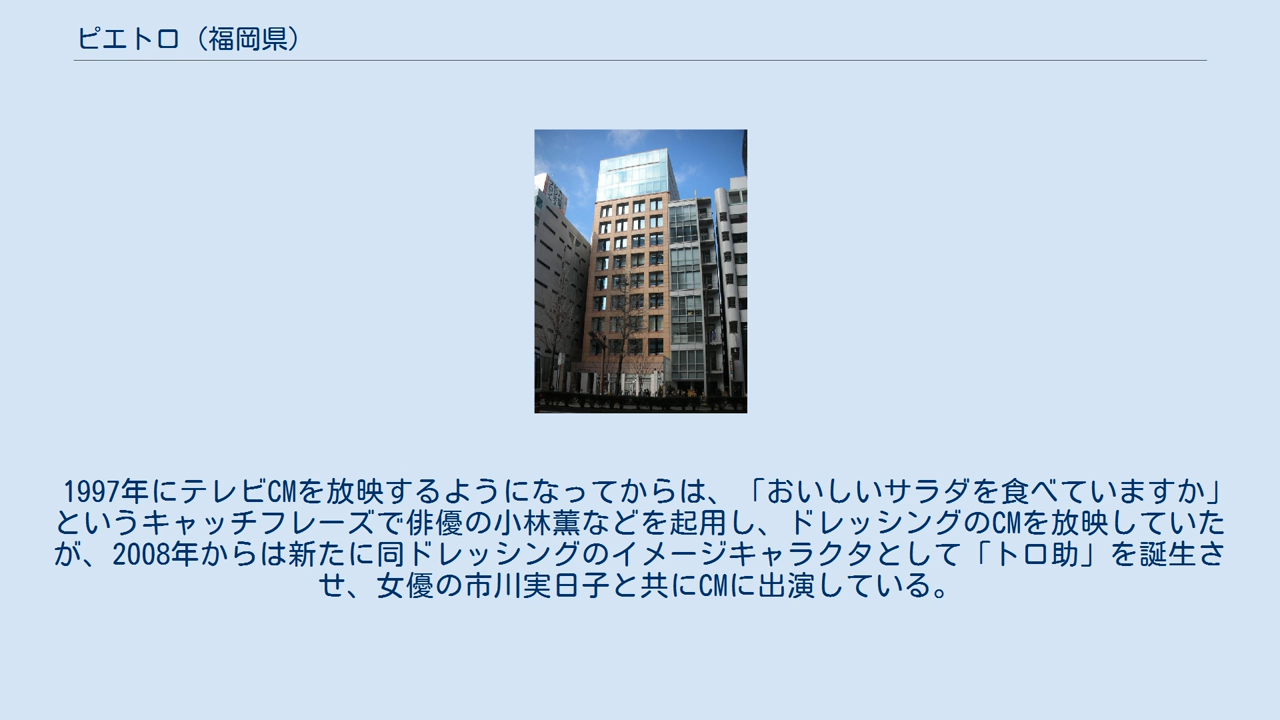 ピエトロ（福岡県）
1997年にテレビCMを放映するようになってからは、「おいしいサラダを食べていますか」
というキャッチフレーズで俳優の小林薫などを起用し、ドレッシングのCMを放映していた
が、2008年からは新たに同ドレッシングのイメージキャラクタとして「トロ助」を誕生さ
せ、女優の市川実日子と共にCMに出演している。